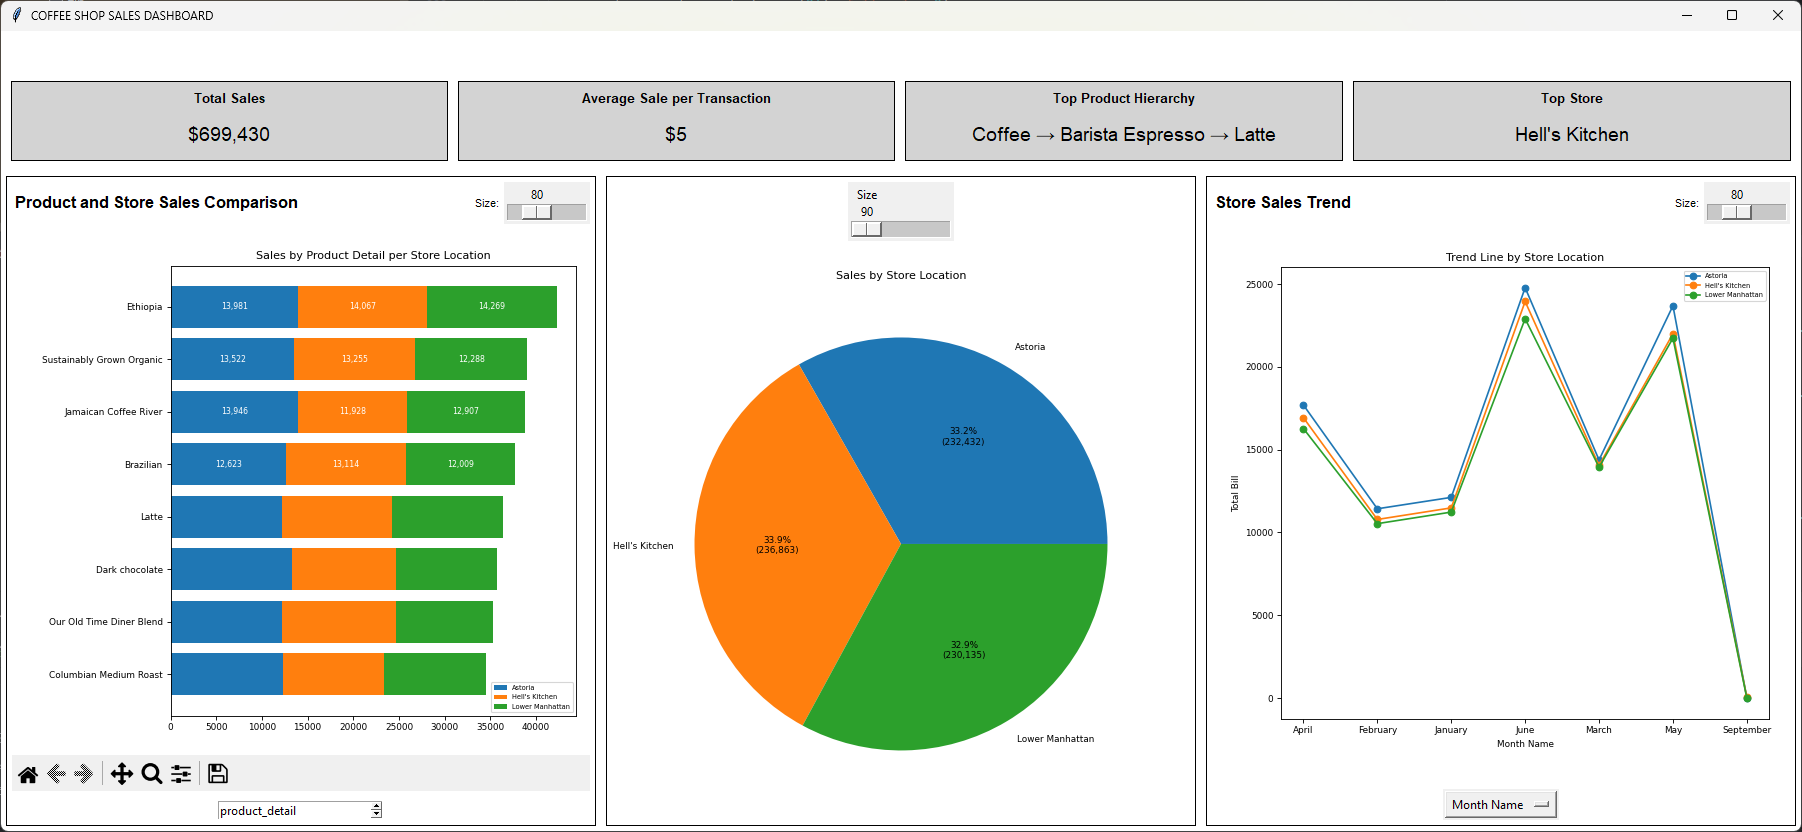 COFFEE SHOP SALES DASHBOARD
Total Sales
$699,430
Average Sale per Transaction
$5
Top Product Hierarchy
Coffee → Barista Espresso → Latte
Top Store
Hell's Kitchen
Product and Store Sales Comparison
Size:
80
Sales by Product Detail per Store Location
Ethiopia
13,981
14,067
14,269
Sustainably Grown Organic
13,522
13,255
12,288
Jamaican Coffee River
13,946
11,928
12,907
Brazilian
12,623
13,114
12,009
Latte
Dark chocolate
Our Old Time Diner Blend
Columbian Medium Roast
Astoria
Hell's Kitchen
Lower Manhattan
0
5000
10000
15000
20000
25000
30000
35000
40000
product_detail
Size
90
Sales by Store Location
Astoria
33.2%
(232,432)
Hell's Kitchen
33.9%
(236,863)
32.9%
(230,135)
Lower Manhattan
Store Sales Trend
Size:
80
Trend Line by Store Location
Astoria
Hell's Kitchen
Lower Manhattan
25000
20000
15000
10000
5000
0
Total Bill
April
February
January
June
March
May
September
Month Name
Month Name